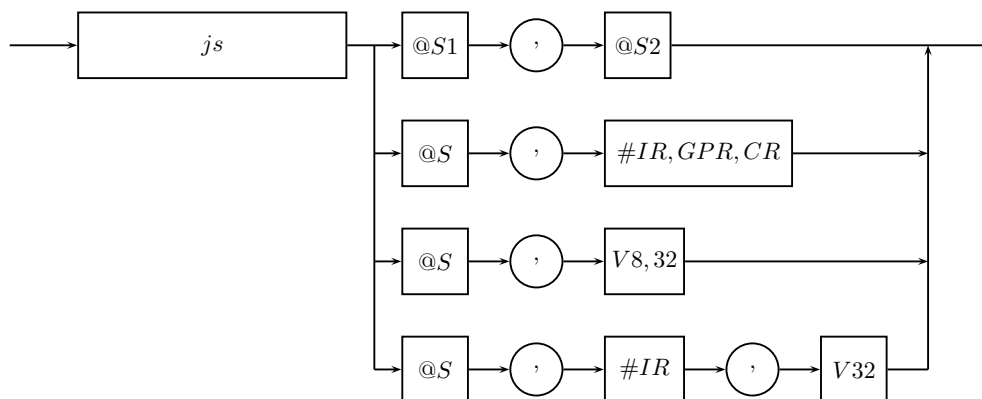 js @S1 , @S2
@S , #IR, GPR, CR
@S , V8, 32
@S , #IR , V32